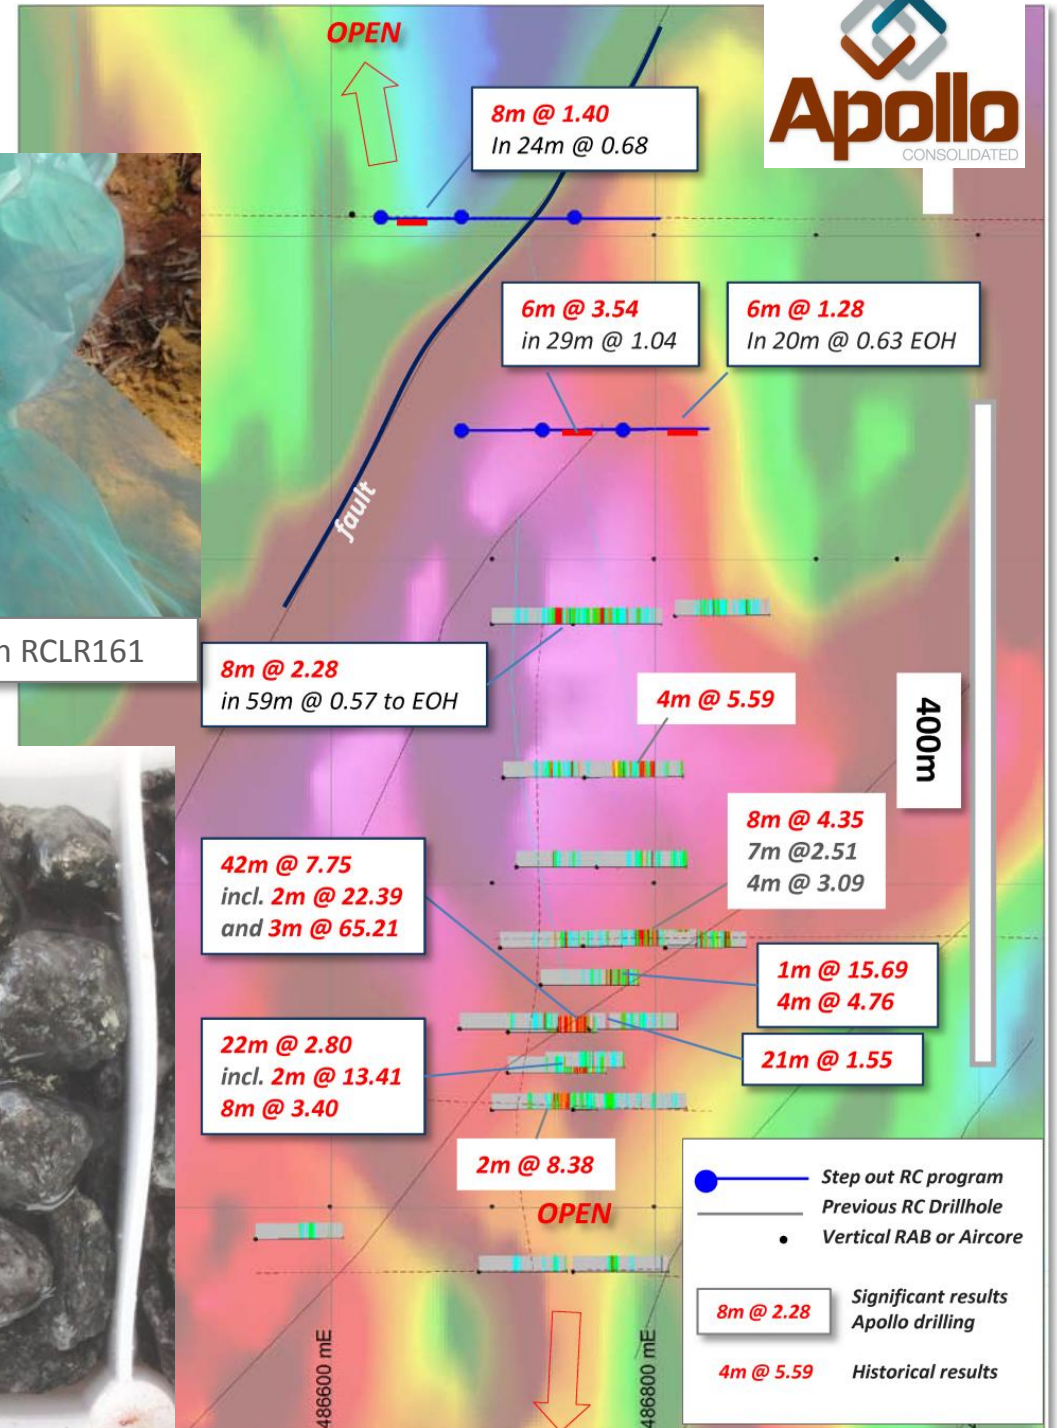 OPEN
Apollo
CONSOLIDATED
8m @ 1.40
In 24m @ 0.68
6m @ 3.54
in 29m @ 1.04
6m @ 1.28
In 20m @ 0.63 EOH
fault
RCLR161
8m @ 2.28
in 59m @ 0.57 to EOH
4m @ 5.59
400m
8m @ 4.35
7m @2.51
4m @ 3.09
42m @ 7.75
incl. 2m @ 22.39
and 3m @ 65.21
1m @ 15.69
4m @ 4.76
22m @ 2.80
incl. 2m @ 13.41
8m @ 3.40
21m @ 1.55
2m @ 8.38
OPEN
Step out RC program
Previous RC Drillhole
Vertical RAB or Aircore
8m @ 2.28
Significant results
Apollo drilling
4m @ 5.59
Historical results
486600 mE
486800 mE